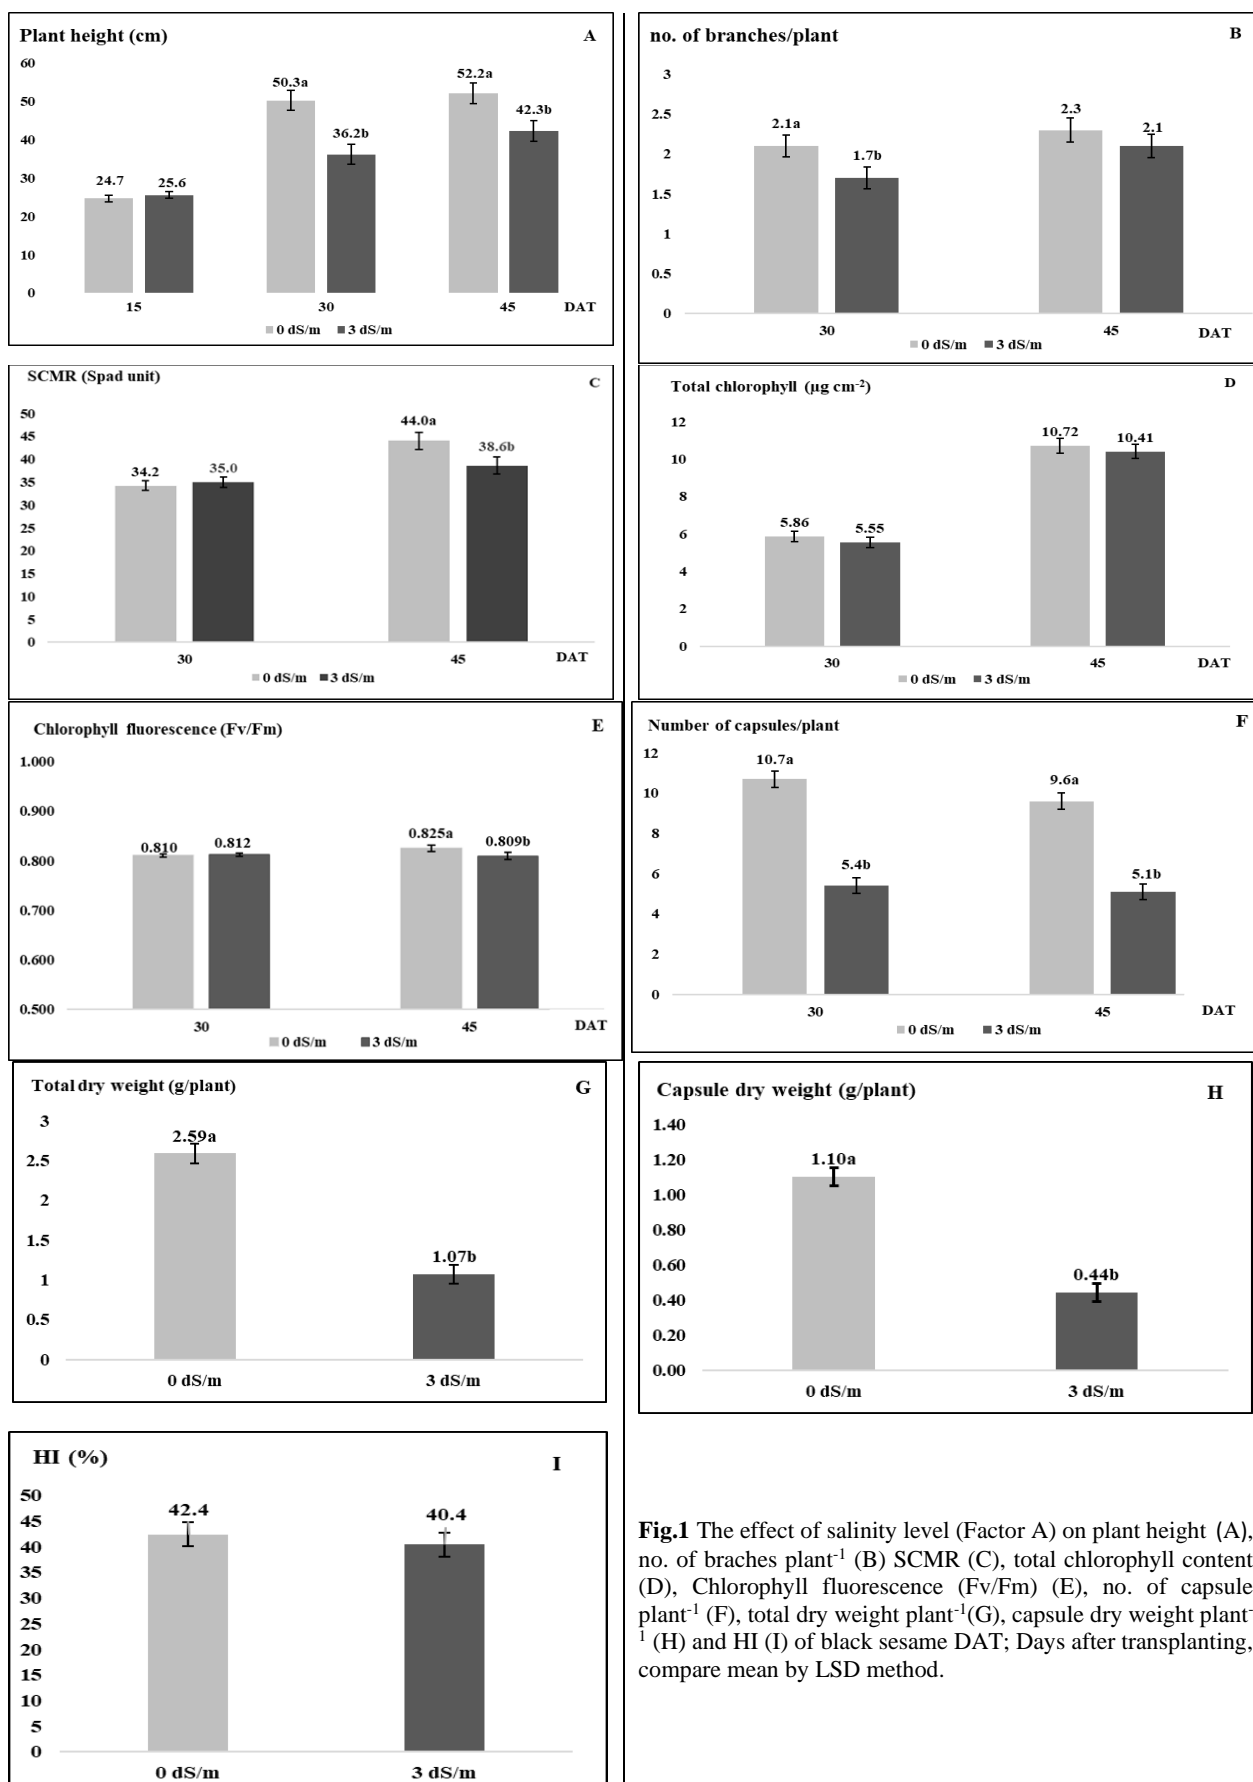 Plant height (cm) A
60
50
40
30
20
10
0
24.7 25.6 50.3a 36.2b 52.2a 42.3b
15 30 45 DAT
0 dS/m 3 dS/m
no. of branches/plant B
3
2.5
2
1.5
1
0.5
0
2.1a 1.7b 2.3 2.1
30 45 DAT
0 dS/m 3 dS/m
SCMR (Spad unit) C
50
45
40
35
30
25
20
15
10
5
0
34.2 35.0 44.0a 38.6b
30 45 DAT
0 dS/m 3 dS/m
Total chlorophyll (µg cm⁻²) D
12
10
8
6
4
2
0
5.86 5.55 10.72 10.41
30 45 DAT
0 dS/m 3 dS/m
Chlorophyll fluorescence (Fv/Fm) E
1.000
0.900
0.800
0.700
0.600
0.500
0.810 0.812 0.825a 0.809b
30 45 DAT
0 dS/m 3 dS/m
Number of capsules/plant F
12
10
8
6
4
2
0
10.7a 5.4b 9.6a 5.1b
30 45 DAT
0 dS/m 3 dS/m
Total dry weight (g/plant) G
3
2.5
2
1.5
1
0.5
0
2.59a 1.07b
0 dS/m 3 dS/m
Capsule dry weight (g/plant) H
1.40
1.20
1.00
0.80
0.60
0.40
0.20
0.00
1.10a 0.44b
0 dS/m 3 dS/m
HI (%) I
50
45
40
35
30
25
20
15
10
5
0
42.4 40.4
0 dS/m 3 dS/m
Fig.1 The effect of salinity level (Factor A) on plant height (A),
no. of braches plant⁻¹ (B) SCMR (C), total chlorophyll content
(D), Chlorophyll fluorescence (Fv/Fm) (E), no. of capsule
plant⁻¹ (F), total dry weight plant⁻¹(G), capsule dry weight plant⁻
¹ (H) and HI (I) of black sesame DAT; Days after transplanting,
compare mean by LSD method.